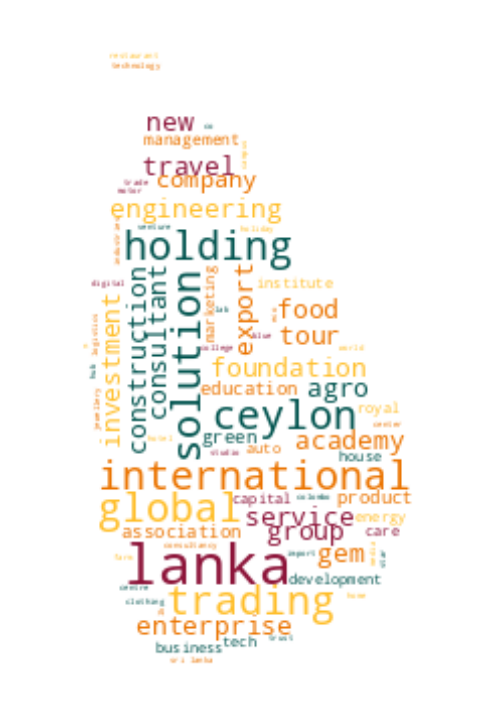 restaurant
technology
new
co
management
travel
trade
company
motor
engineering
venture
holiday
holding
digital
construction
consultant
solution
marketing
export
institute
investment
logistics
lab
food
blue
tour
college
world
foundation
hub
education
agro
jewellery
ceylon
royal
center
hotel
green
academy
studio
auto
house
international
global
capital
colombo
product
service
energy
association
group
care
consultancy
lanka
import
gem
farm
development
centre
clothing
trading
home
enterprise
trust
business
tech
sri lanka